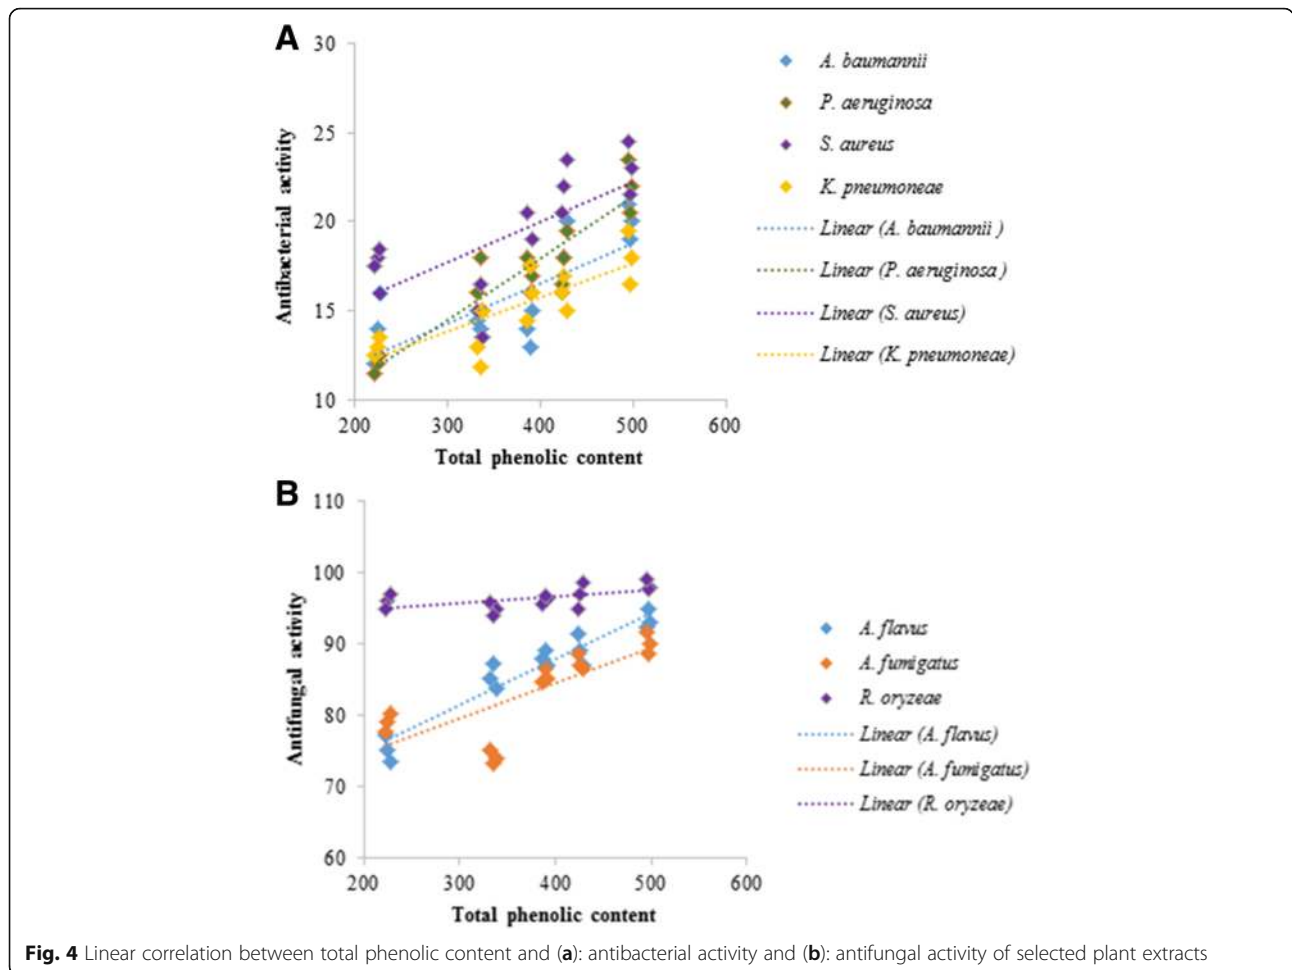 A
30
25
20
15
10
200 300 400 500 600
Antibacterial activity
Total phenolic content
A. baumannii
P. aeruginosa
S. aureus
K. pneumoneae
Linear (A. baumannii )
Linear (P. aeruginosa )
Linear (S. aureus)
Linear (K. pneumoneae)
B
110
100
90
80
70
60
200 300 400 500 600
Antifungal activity
Total phenolic content
A. flavus
A. fumigatus
R. oryzeae
Linear (A. flavus)
Linear (A. fumigatus)
Linear (R. oryzeae)
Fig. 4 Linear correlation between total phenolic content and (a): antibacterial activity and (b): antifungal activity of selected plant extracts